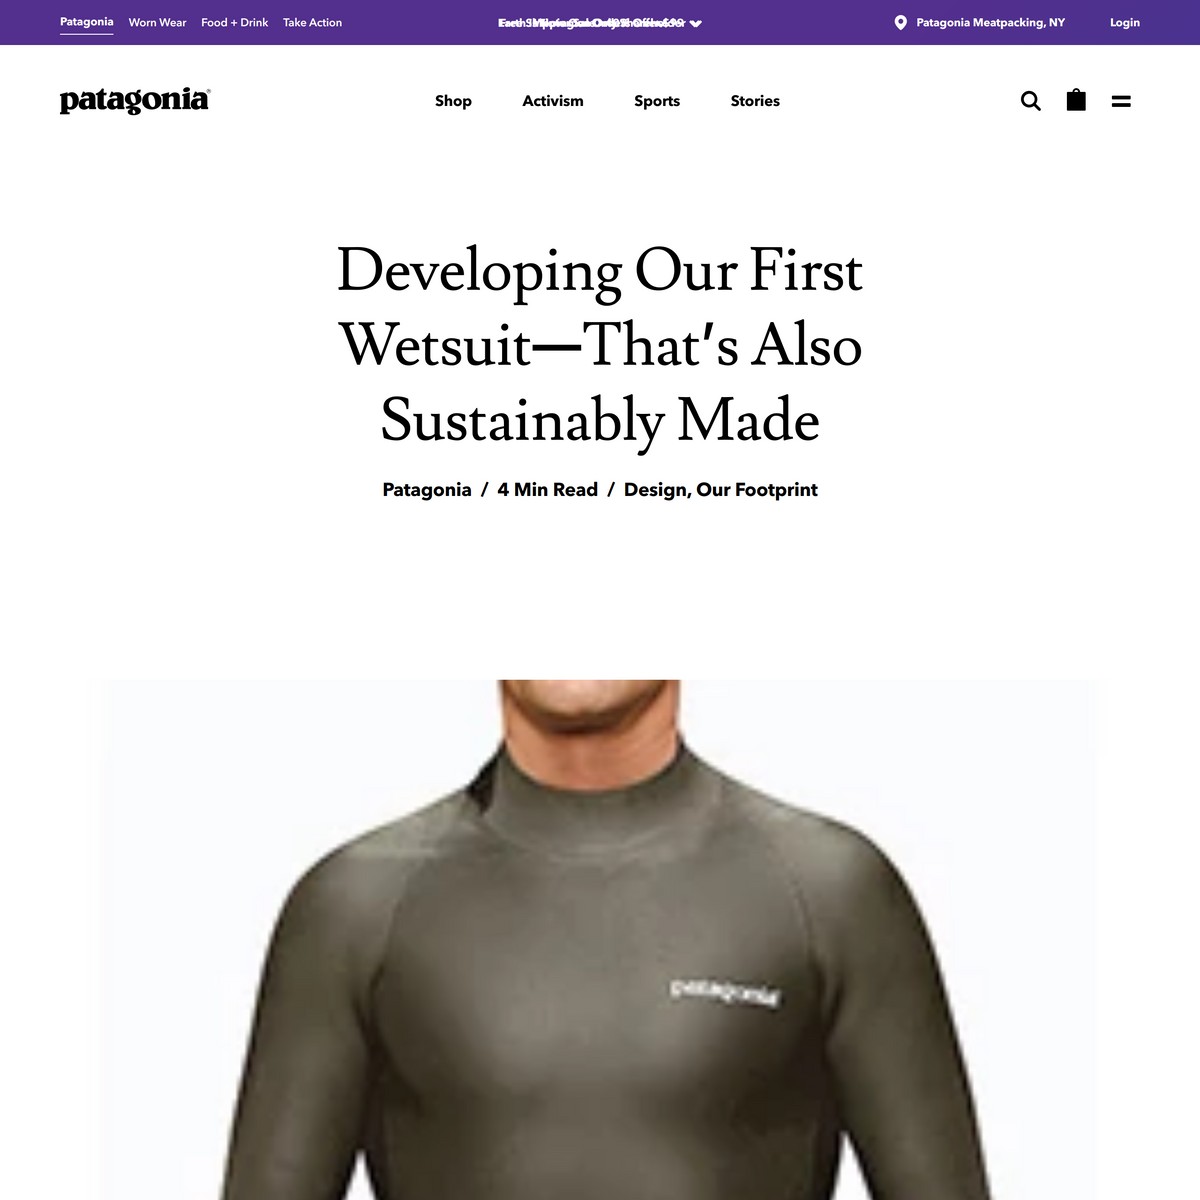 Patagonia Worn Wear Food + Drink Take Action Patagonia Meatpacking, NY Login
patagonia® Shop Activism Sports Stories
Developing Our First
Wetsuit—That's Also
Sustainably Made
Patagonia / 4 Min Read / Design, Our Footprint
patagonia